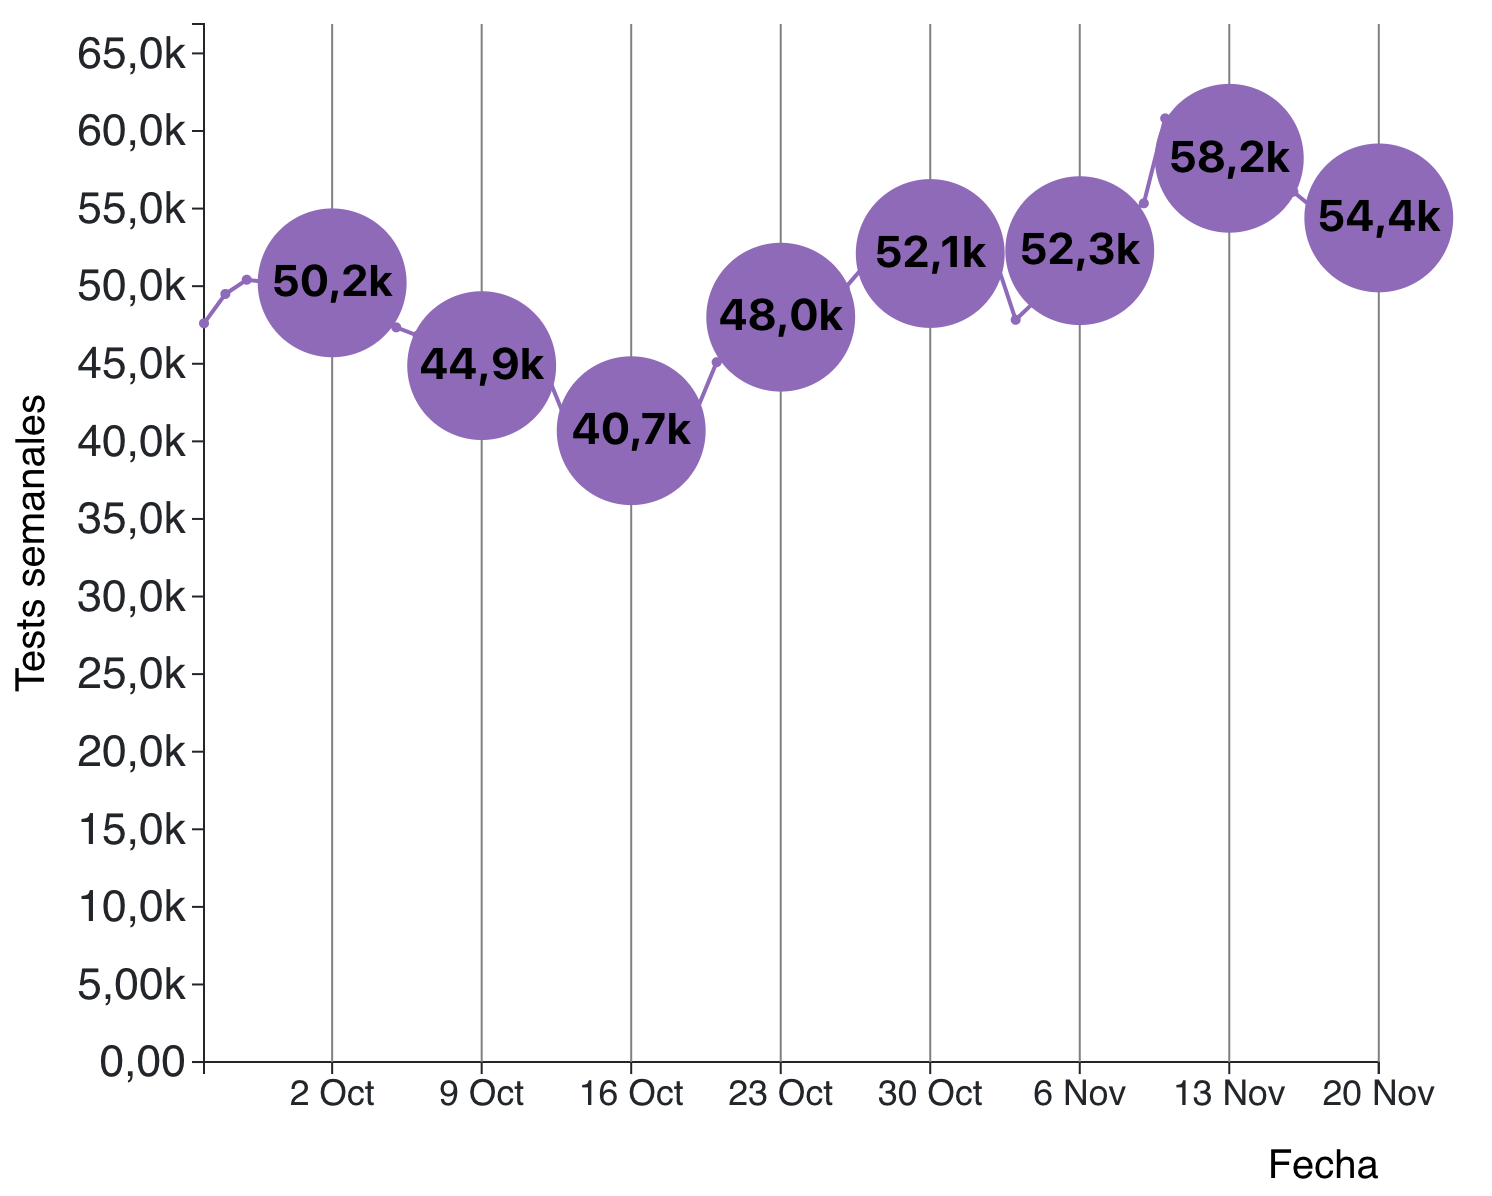 65,0k
60,0k
55,0k
50,0k
45,0k
40,0k
35,0k
30,0k
25,0k
20,0k
15,0k
10,0k
5,00k
0,00
Tests semanales
50,2k
44,9k
40,7k
48,0k
52,1k
52,3k
58,2k
54,4k
2 Oct
9 Oct
16 Oct
23 Oct
30 Oct
6 Nov
13 Nov
20 Nov
Fecha